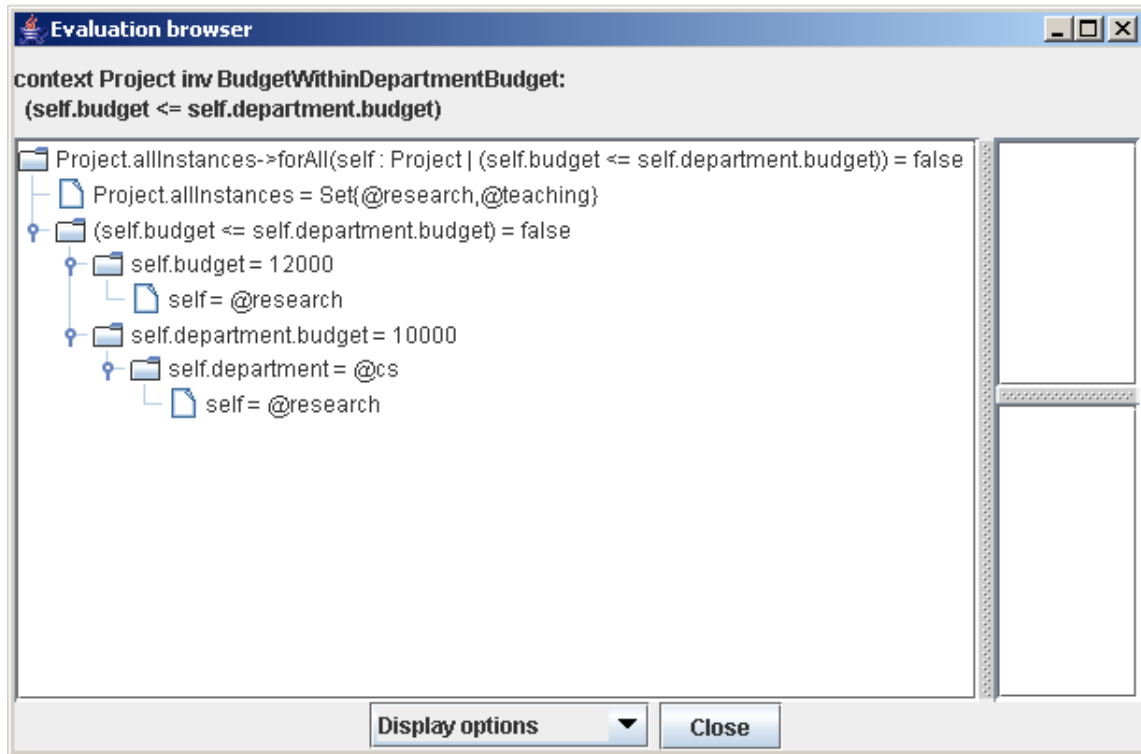 Evaluation browser
context Project inv BudgetWithinDepartmentBudget:
(self.budget <= self.department.budget)
Project.allInstances->forAll(self : Project | (self.budget <= self.department.budget)) = false
Project.allInstances = Set{@research,@teaching}
(self.budget <= self.department.budget) = false
self.budget = 12000
self = @research
self.department.budget = 10000
self.department = @cs
self = @research
Display options
Close